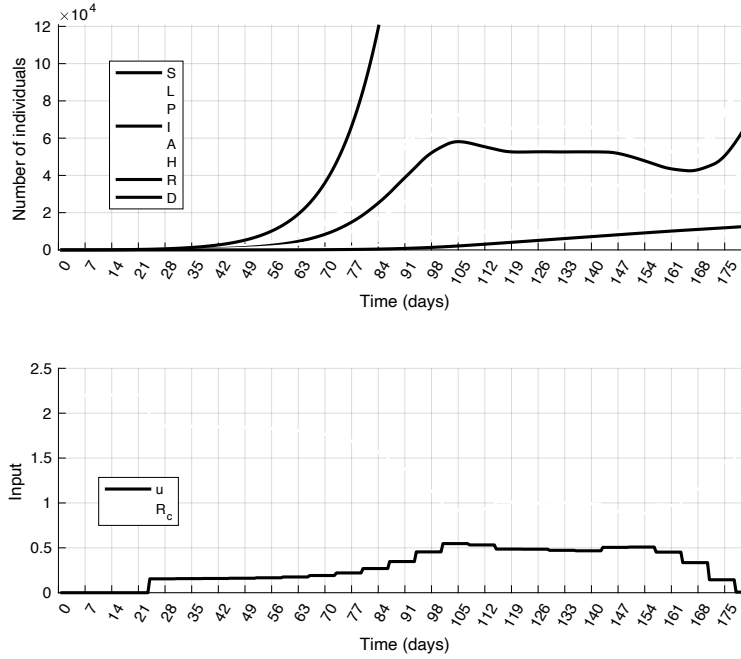 ×10⁴
12
10
8
6
4
2
0
Number of individuals
S
L
P
I
A
H
R
D
0 7 14 21 28 35 42 49 56 63 70 77 84 91 98 105 112 119 126 133 140 147 154 161 168 175
Time (days)
2.5
2
1.5
1
0.5
0
Input
u
R_c
0 7 14 21 28 35 42 49 56 63 70 77 84 91 98 105 112 119 126 133 140 147 154 161 168 175
Time (days)